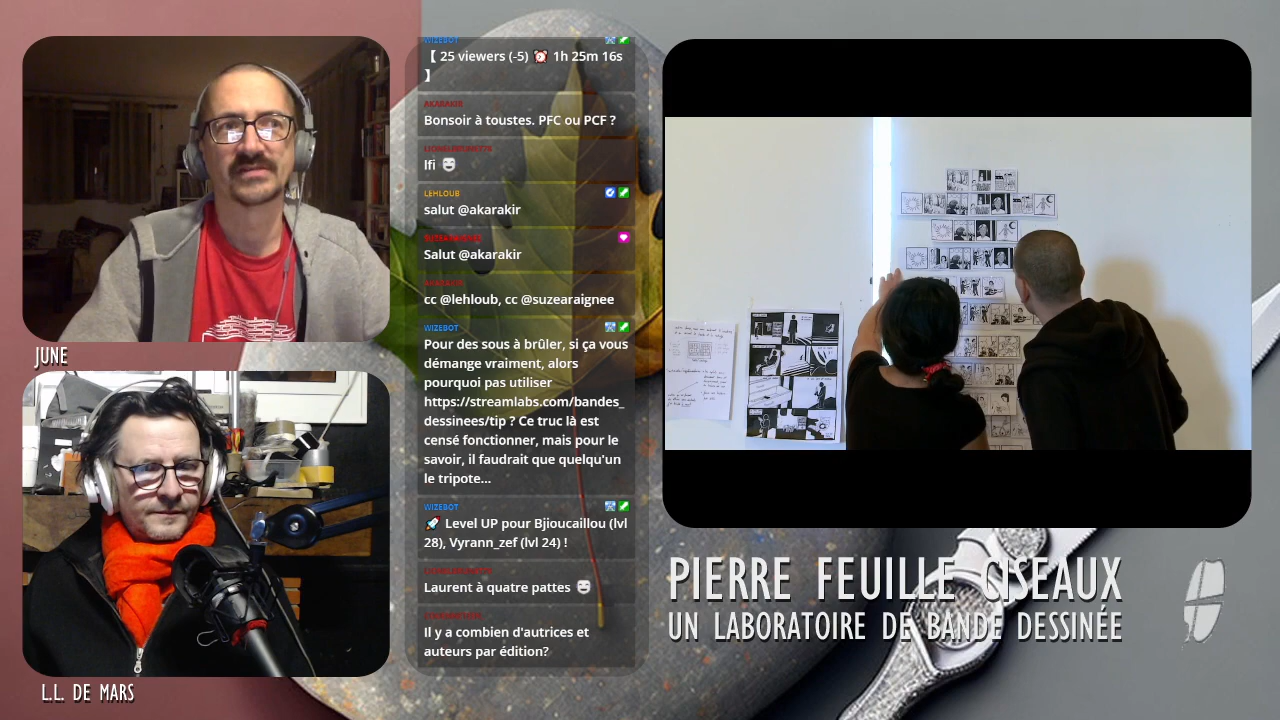 WIZEBOT
【 25 viewers (-5) ⏰ 1h 25m 16s
】
AKARAKIR
Bonsoir à toustes. PFC ou PCF ?
lfi
LEHLOUB
salut @akarakir
SUZEARAIGNEE
Salut @akarakir
AKARAKIR
cc @lehloub, cc @suzearaignee
WIZEBOT
Pour des sous à brûler, si ça vous
démange vraiment, alors
pourquoi pas utiliser
https://streamlabs.com/bandes_
dessinees/tip ? Ce truc là est
censé fonctionner, mais pour le
savoir, il faudrait que quelqu'un
le tripote...
WIZEBOT
🚀 Level UP pour Bjioucaillou (lvl
28), Vyrann_zef (lvl 24) !
Laurent à quatre pattes
Il y a combien d'autrices et
auteurs par édition?
JUNE
L.L. DE MARS
PIERRE FEUILLE CISEAUX
UN LABORATOIRE DE BANDE DESSINÉE